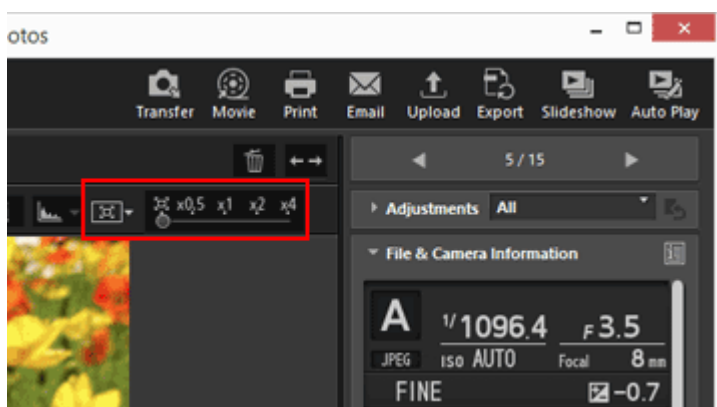 otos
Transfer Movie Print Email Upload Export Slideshow Auto Play
5/15
x0,5 x1 x2 x4
Adjustments All
File & Camera Information
A 1/1096.4 F3.5
JPEG ISO AUTO Focal 8mm
FINE -0.7